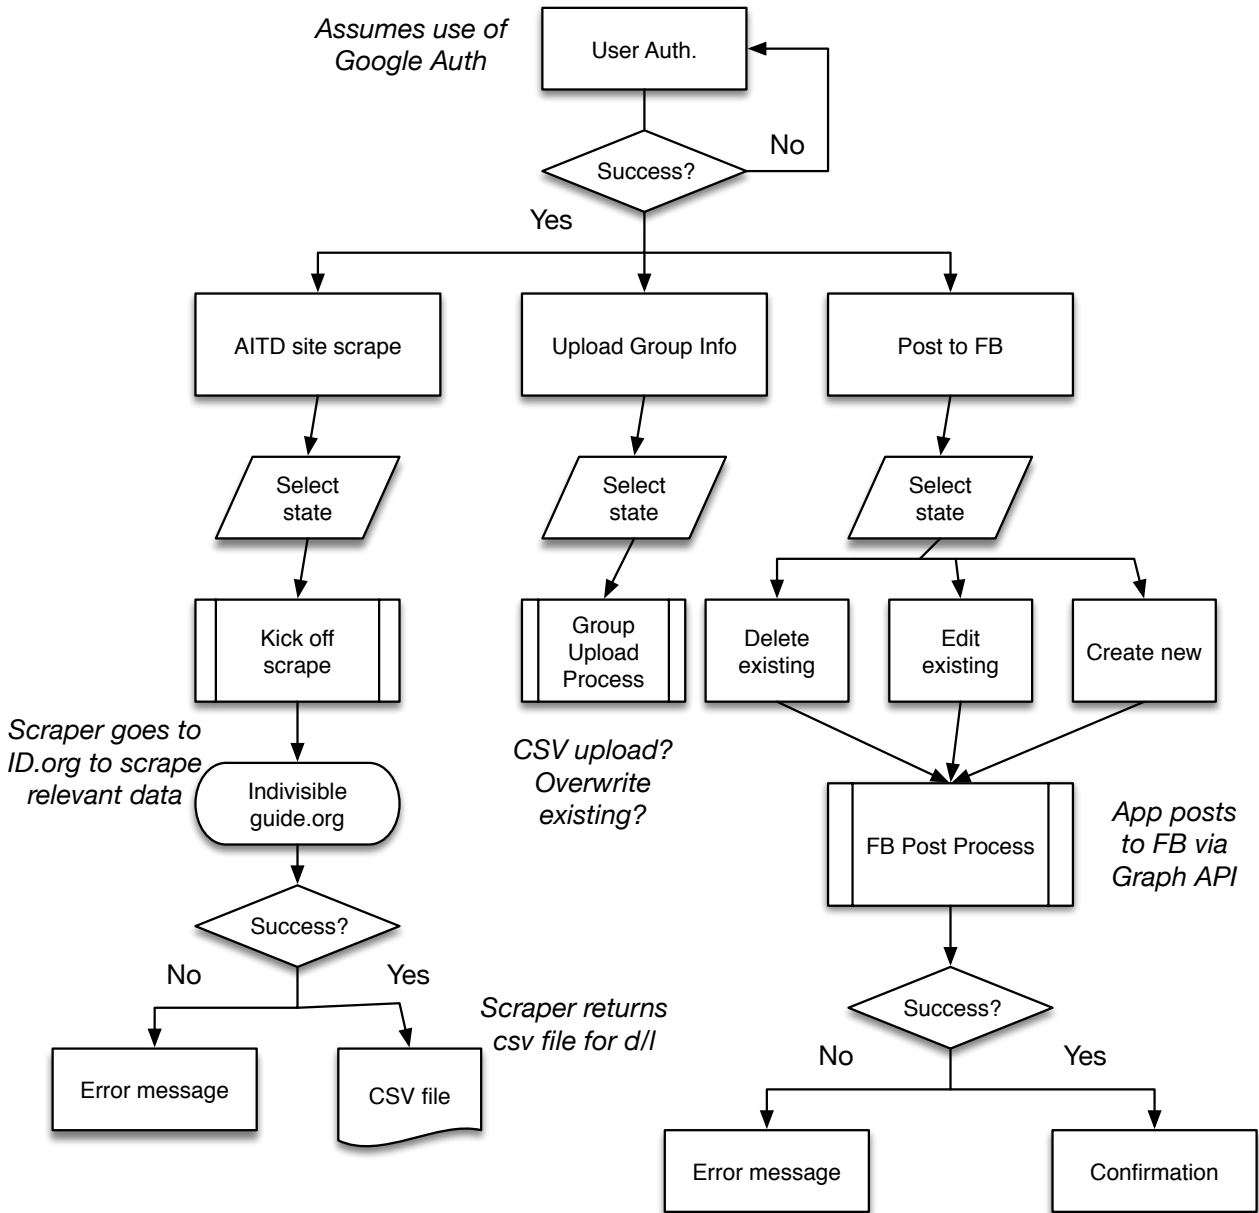 Assumes use of
Google Auth
User Auth.
No
Success?
Yes
AITD site scrape
Upload Group Info
Post to FB
Select
state
Select
state
Select
state
Kick off
scrape
Group
Upload
Process
Delete
existing
Edit
existing
Create new
Scraper goes to
ID.org to scrape
relevant data
CSV upload?
Overwrite
existing?
Indivisible
guide.org
FB Post Process
App posts
to FB via
Graph API
Success?
No
Yes
Scraper returns
csv file for d/l
Success?
Error message
CSV file
No
Yes
Error message
Confirmation